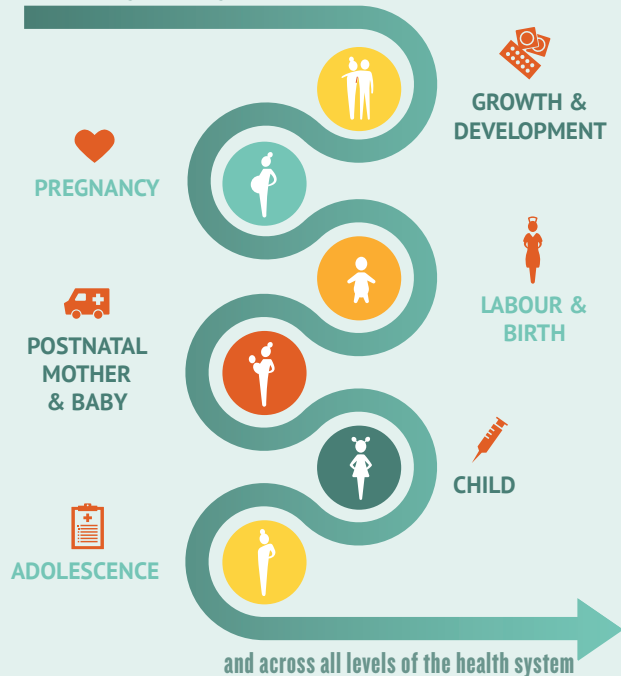 GROWTH &
DEVELOPMENT
PREGNANCY
LABOUR &
BIRTH
POSTNATAL
MOTHER
& BABY
CHILD
ADOLESCENCE
and across all levels of the health system